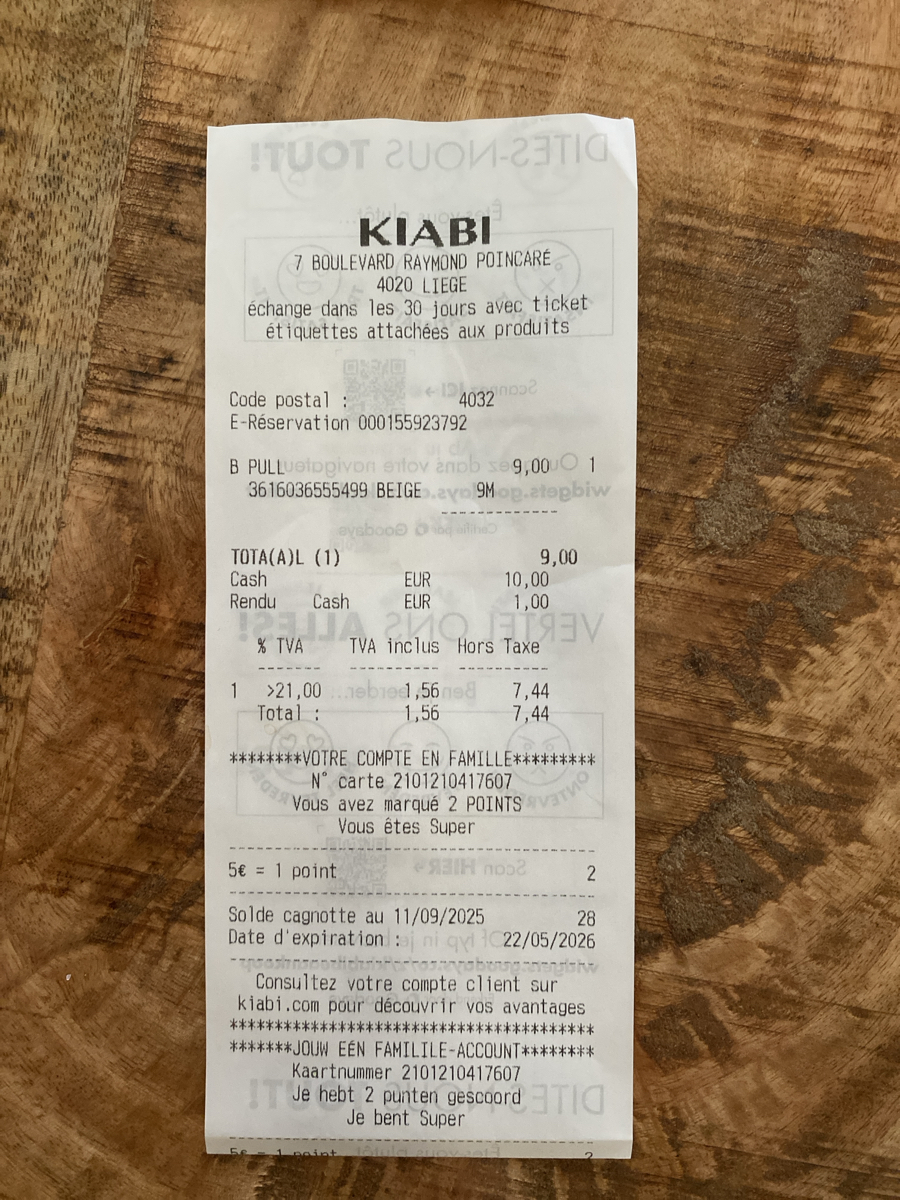 KIABI
7 BOULEVARD RAYMOND POINCARÉ
4020 LIEGE
échange dans les 30 jours avec ticket
étiquettes attachées aux produits
Code postal : 4032
E-Réservation 000155923792
B PULL 9,00 1
3616036555499 BEIGE 9M
------------
TOTA(A)L (1) 9,00
Cash EUR 10,00
Rendu Cash EUR 1,00
% TVA TVA inclus Hors Taxe
------- ---------- ----------
1 >21,00 1,56 7,44
Total : 1,56 7,44
********VOTRE COMPTE EN FAMILLE*********
N° carte 2101210417607
Vous avez marqué 2 POINTS
Vous êtes Super
----------------------------------------
5€ = 1 point 2
----------------------------------------
Solde cagnotte au 11/09/2025 28
Date d'expiration : 22/05/2026
----------------------------------------
Consultez votre compte client sur
kiabi.com pour découvrir vos avantages
****************************************
*******JOUW EÉN FAMILILE-ACCOUNT********
Kaartnummer 2101210417607
Je hebt 2 punten gescoord
Je bent Super
----------------------------------------
5€ = 1 point 2